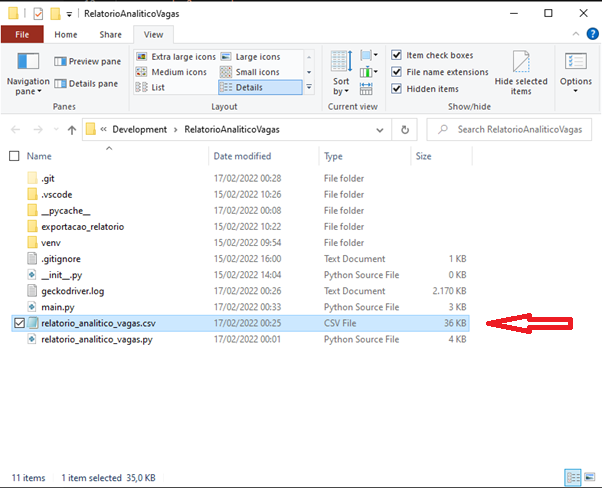 RelatorioAnaliticoVagas
File Home Share View
Navigation pane Preview pane Details pane Panes
Extra large icons Large icons
Medium icons Small icons
List Details
Layout
Sort by Current view
Item check boxes
File name extensions
Hidden items
Hide selected items Show/hide
Options
Development RelatorioAnaliticoVagas Search RelatorioAnaliticoVagas
Name Date modified Type Size
.git 17/02/2022 00:28 File folder
.vscode 15/02/2022 10:26 File folder
__pycache__ 17/02/2022 00:08 File folder
exportacao_relatorio 15/02/2022 10:22 File folder
venv 15/02/2022 09:54 File folder
.gitignore 15/02/2022 16:00 Text Document 1 KB
__init__.py 15/02/2022 14:04 Python Source File 0 KB
geckodriver.log 17/02/2022 00:26 Text Document 2.170 KB
main.py 17/02/2022 00:33 Python Source File 3 KB
relatorio_analitico_vagas.csv 17/02/2022 00:25 CSV File 36 KB
relatorio_analitico_vagas.py 17/02/2022 00:01 Python Source File 4 KB
11 items 1 item selected 35,0 KB